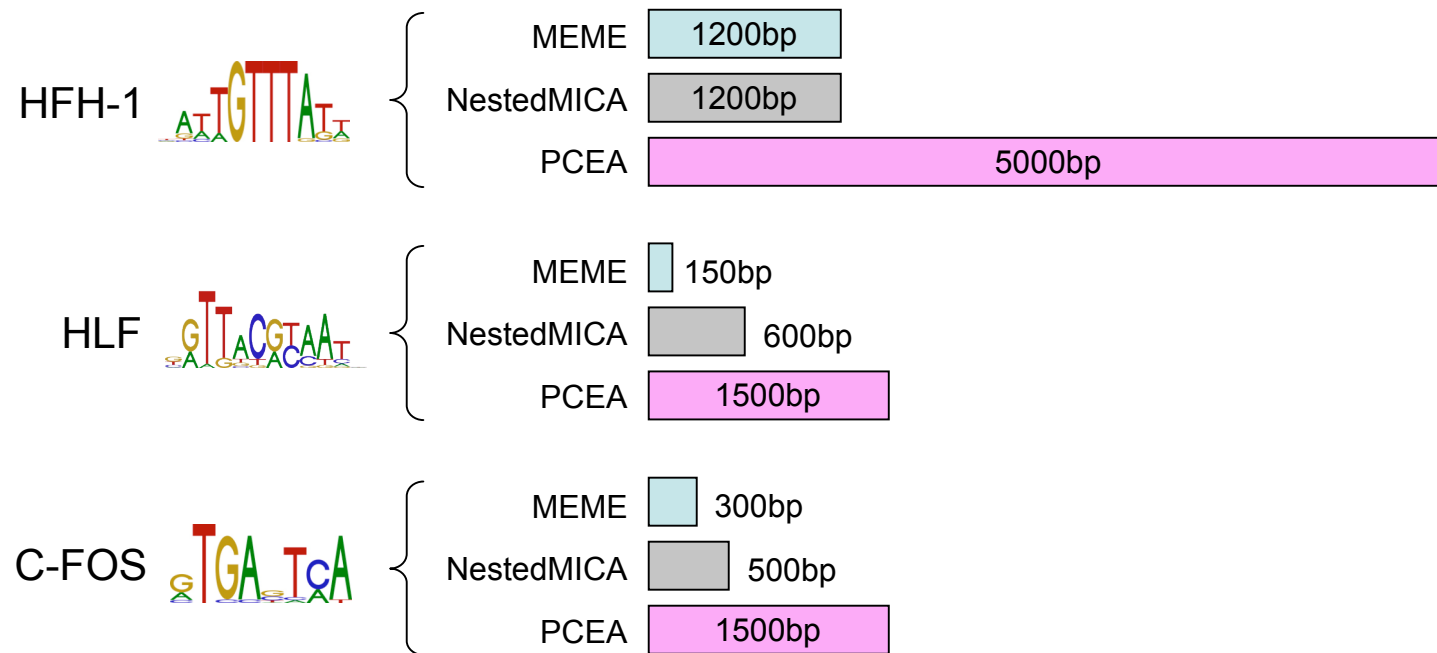 MEME 1200bp
HFH-1 NestedMICA 1200bp
PCEA 5000bp
MEME 150bp
HLF NestedMICA 600bp
PCEA 1500bp
MEME 300bp
C-FOS NestedMICA 500bp
PCEA 1500bp